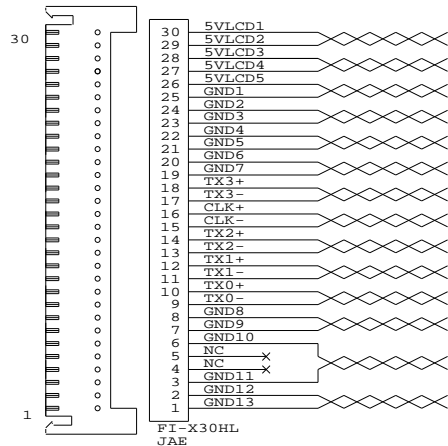 30
1
30 5VLCD1
29 5VLCD2
28 5VLCD3
27 5VLCD4
26 5VLCD5
25 GND1
24 GND2
23 GND3
22 GND4
21 GND5
20 GND6
19 GND7
18 TX3+
17 TX3-
16 CLK+
15 CLK-
14 TX2+
13 TX2-
12 TX1+
11 TX1-
10 TX0+
9 TX0-
8 GND8
7 GND9
6 GND10
5 NC
4 NC
3 GND11
2 GND12
1 GND13
FI-X30HL
JAE